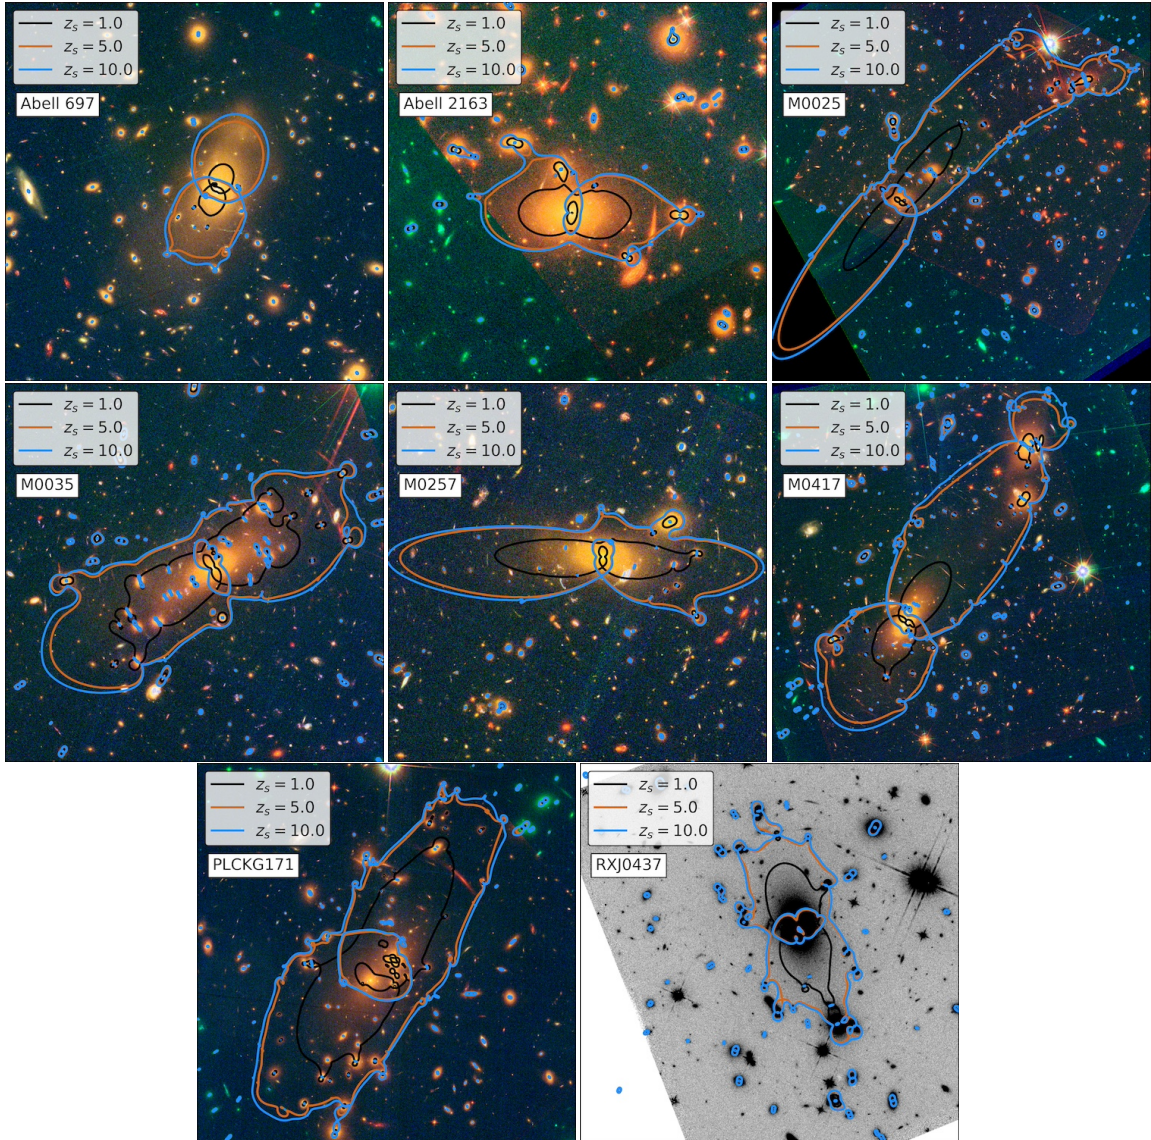 z_s = 1.0
z_s = 5.0
z_s = 10.0
Abell 697
z_s = 1.0
z_s = 5.0
z_s = 10.0
Abell 2163
z_s = 1.0
z_s = 5.0
z_s = 10.0
M0025
z_s = 1.0
z_s = 5.0
z_s = 10.0
M0035
z_s = 1.0
z_s = 5.0
z_s = 10.0
M0257
z_s = 1.0
z_s = 5.0
z_s = 10.0
M0417
z_s = 1.0
z_s = 5.0
z_s = 10.0
PLCKG171
z_s = 1.0
z_s = 5.0
z_s = 10.0
RXJ0437